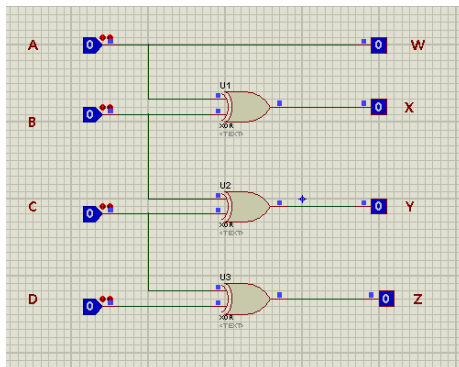 A 0 0 W
U1
B 0 0 X
XOR
<TEXT>
U2
C 0 0 Y
XOR
<TEXT>
U3
D 0 0 Z
XOR
<TEXT>